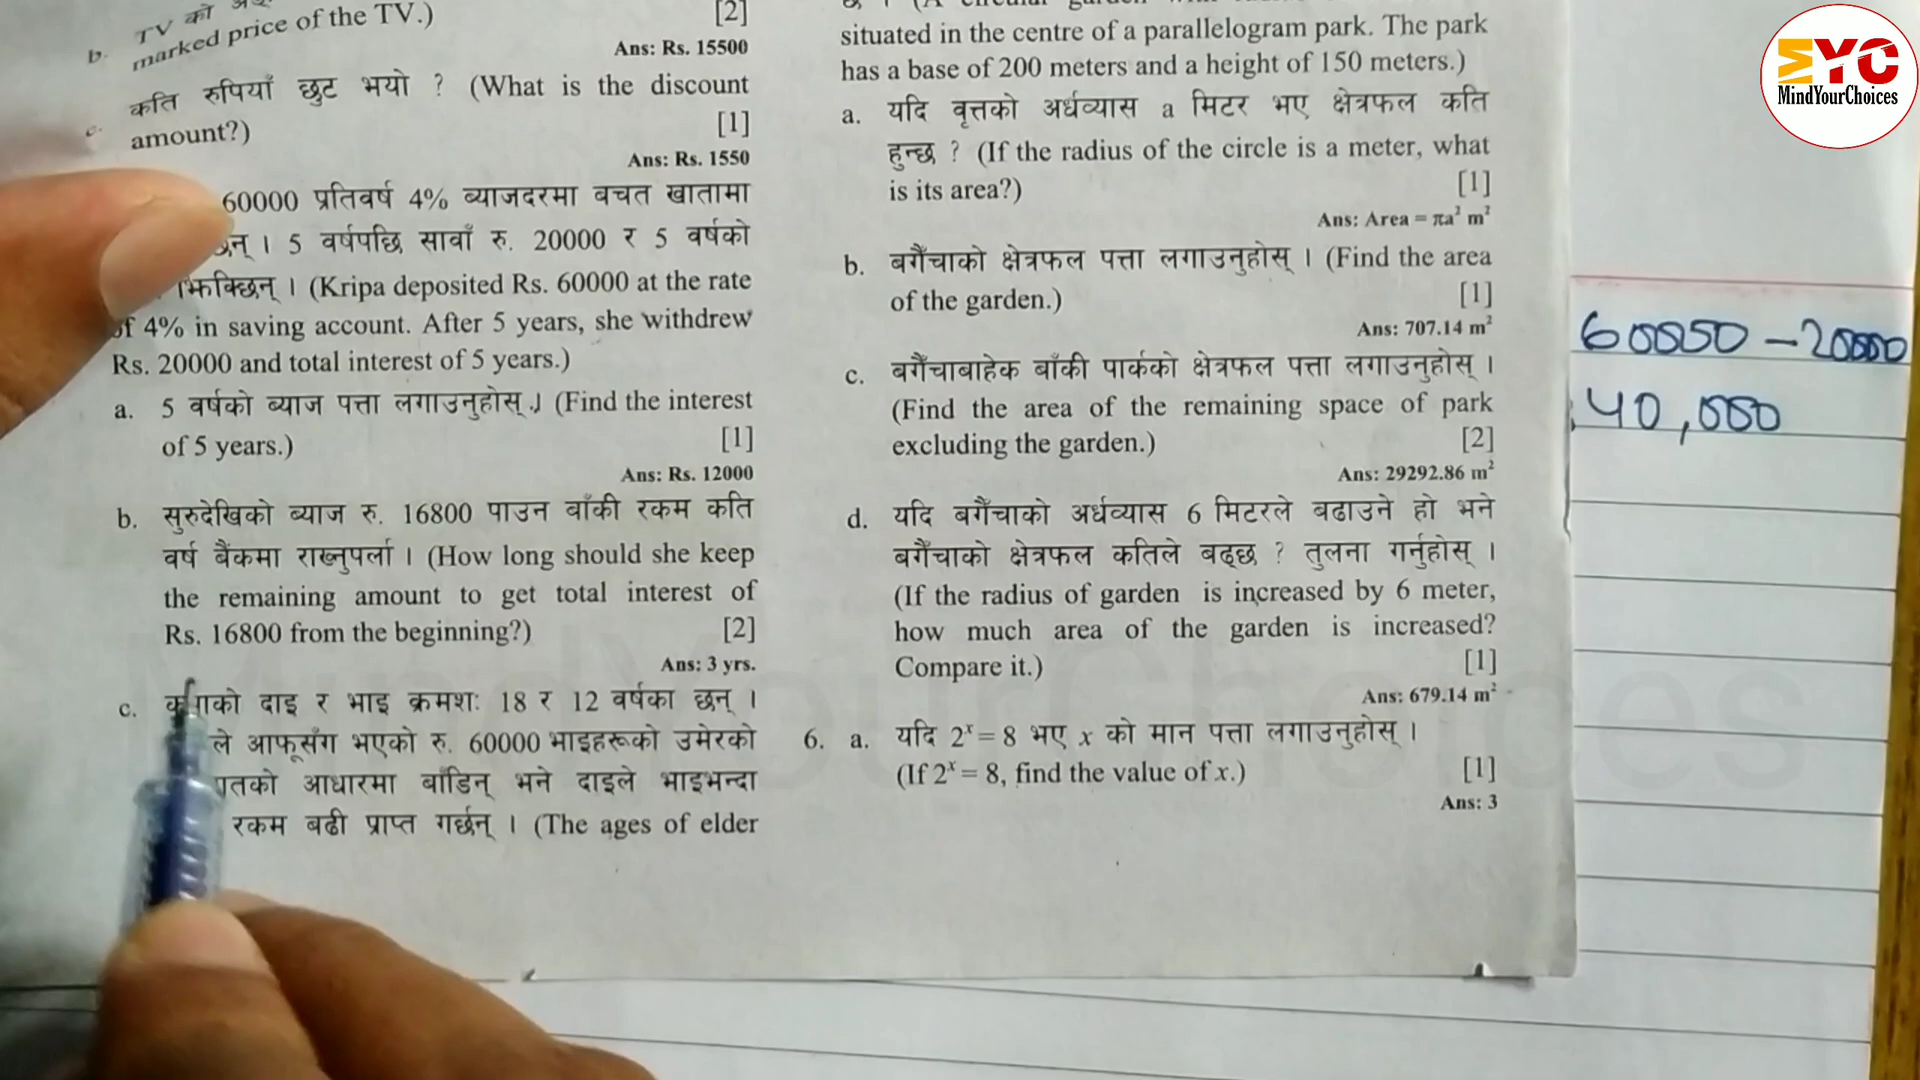 TV को
b. marked price of the TV.) [2]
Ans: Rs. 15500
c. कति रुपियाँ छुट भयो ? (What is the discount
amount?) [1]
Ans: Rs. 1550
60000 प्रतिवर्ष 4% ब्याजदरमा बचत खातामा
5 वर्षपछि सावाँ रु. 20000 र 5 वर्षको
झिक्छिन् । (Kripa deposited Rs. 60000 at the rate
of 4% in saving account. After 5 years, she withdrew
Rs. 20000 and total interest of 5 years.)
a. 5 वर्षको ब्याज पत्ता लगाउनुहोस् । (Find the interest
of 5 years.) [1]
Ans: Rs. 12000
b. सुरुदेखिको ब्याज रु. 16800 पाउन बाँकी रकम कति
वर्ष बैंकमा राख्नुपर्ला । (How long should she keep
the remaining amount to get total interest of
Rs. 16800 from the beginning?) [2]
Ans: 3 yrs.
c. दाइ र भाइ क्रमशः 18 र 12 वर्षका छन् ।
ले आफूसँग भएको रु. 60000 भाइहरूको उमेरको
आधारमा बाँडिन् भने दाइले भाइभन्दा
रकम बढी प्राप्त गर्छन् । (The ages of elder
situated in the centre of a parallelogram park. The park
has a base of 200 meters and a height of 150 meters.)
a. यदि वृत्तको अर्धव्यास a मिटर भए क्षेत्रफल कति
हुन्छ ? (If the radius of the circle is a meter, what
is its area?) [1]
Ans: Area = πa² m²
b. बगैँचाको क्षेत्रफल पत्ता लगाउनुहोस् । (Find the area
of the garden.) [1]
Ans: 707.14 m²
c. बगैँचाबाहेक बाँकी पार्कको क्षेत्रफल पत्ता लगाउनुहोस् ।
(Find the area of the remaining space of park
excluding the garden.) [2]
Ans: 29292.86 m²
d. यदि बगैँचाको अर्धव्यास 6 मिटरले बढाउने हो भने
बगैँचाको क्षेत्रफल कतिले बढ्छ ? तुलना गर्नुहोस् ।
(If the radius of garden is increased by 6 meter,
how much area of the garden is increased?
Compare it.) [1]
Ans: 679.14 m²
6. a. यदि 2ˣ = 8 भए x को मान पत्ता लगाउनुहोस् ।
(If 2ˣ = 8, find the value of x.) [1]
Ans: 3
60000 - 20000
40,000
MYC
MindYourChoices
MindYourChoices